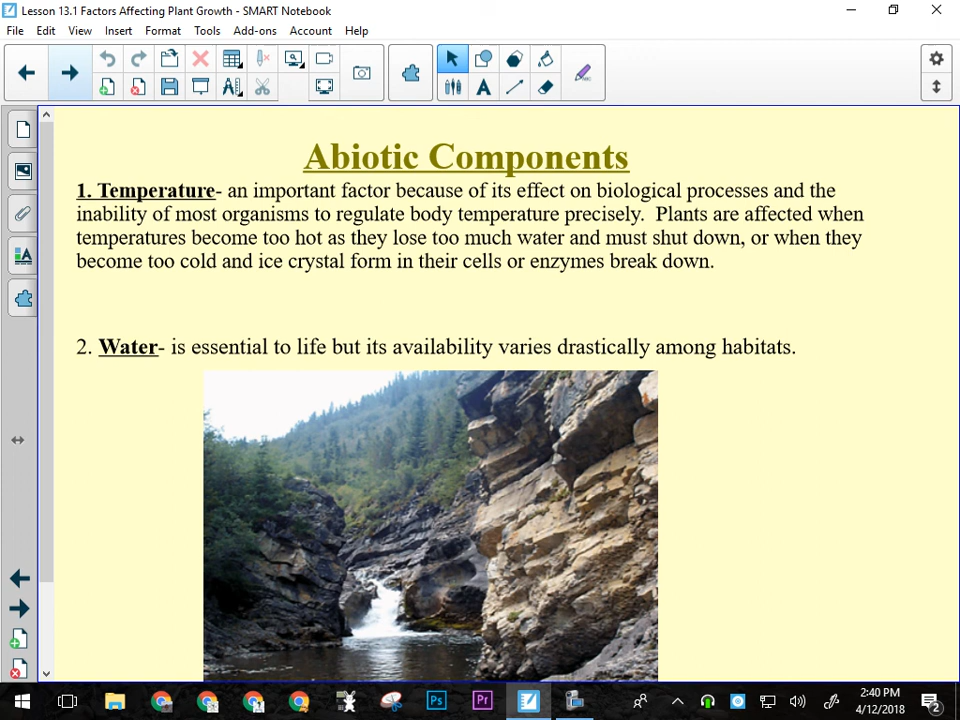 Lesson 13.1 Factors Affecting Plant Growth - SMART Notebook
File Edit View Insert Format Tools Add-ons Account Help
Abiotic Components
1. Temperature- an important factor because of its effect on biological processes and the
inability of most organisms to regulate body temperature precisely. Plants are affected when
temperatures become too hot as they lose too much water and must shut down, or when they
become too cold and ice crystal form in their cells or enzymes break down.
2. Water- is essential to life but its availability varies drastically among habitats.
Ps Pr
2:40 PM
4/12/2018
2